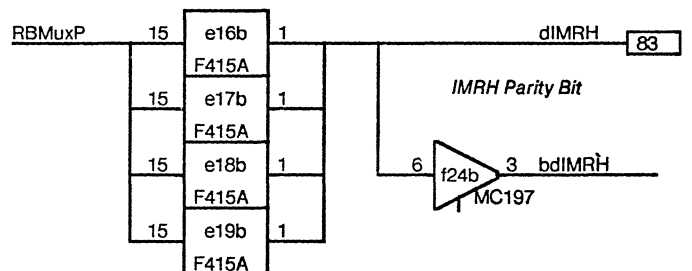 RBMuxP 15 e16b 1 dIMRH 83
F415A
15 e17b 1 IMRH Parity Bit
F415A
15 e18b 1 6 f24b 3 bdIMRH
F415A MC197
15 e19b 1
F415A